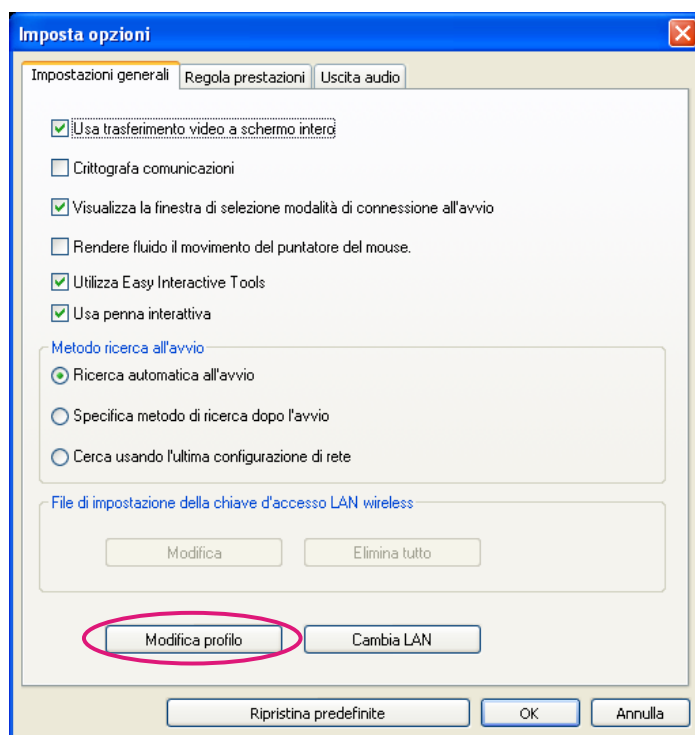 Imposta opzioni
Impostazioni generali Regola prestazioni Uscita audio
Usa trasferimento video a schermo intero
Crittografa comunicazioni
Visualizza la finestra di selezione modalità di connessione all'avvio
Rendere fluido il movimento del puntatore del mouse.
Utilizza Easy Interactive Tools
Usa penna interattiva
Metodo ricerca all'avvio
Ricerca automatica all'avvio
Specifica metodo di ricerca dopo l'avvio
Cerca usando l'ultima configurazione di rete
File di impostazione della chiave d'accesso LAN wireless
Modifica Elimina tutto
Modifica profilo Cambia LAN
Ripristina predefinite OK Annulla